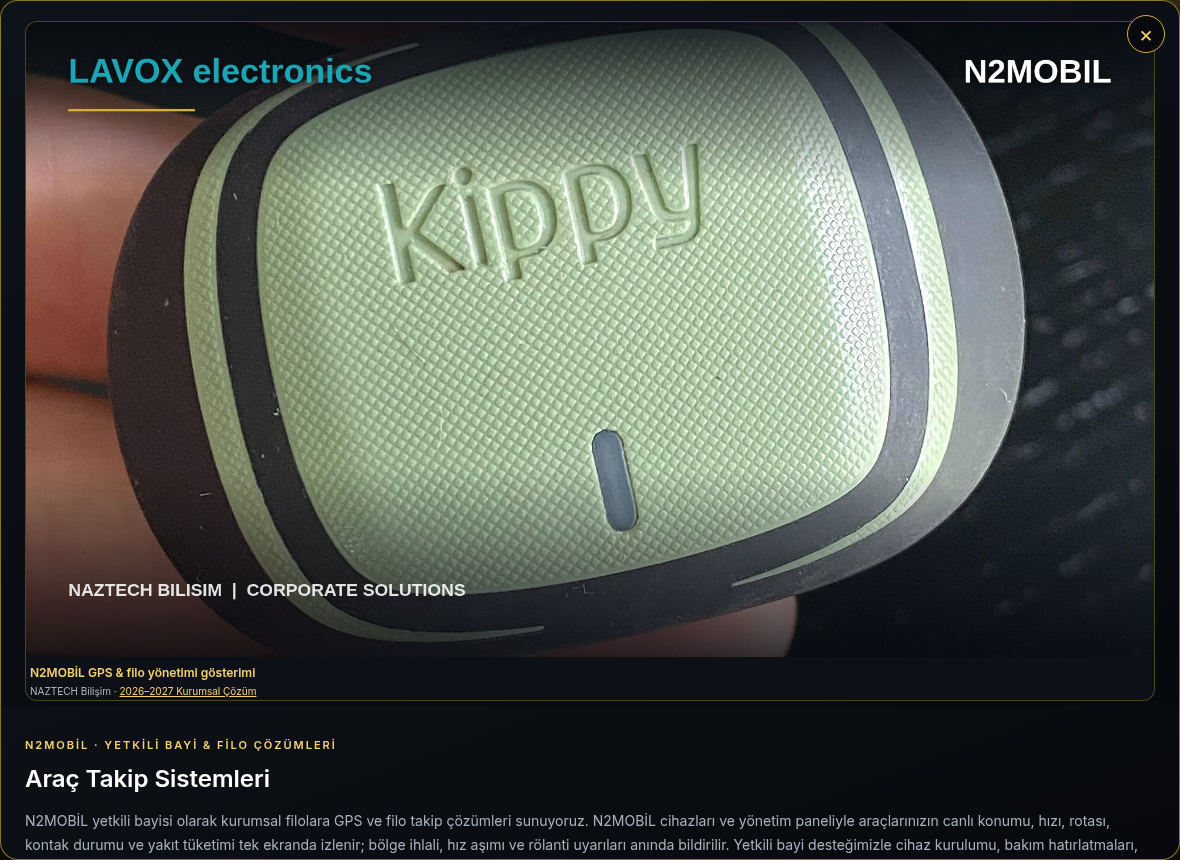 LAVOX electronics
N2MOBIL
×
Kippy
NAZTECH BILISIM | CORPORATE SOLUTIONS
N2MOBİL GPS & filo yönetimi gösterimi
NAZTECH Bilişim · 2026–2027 Kurumsal Çözüm
N2MOBİL · YETKİLİ BAYİ & FİLO ÇÖZÜMLERİ
Araç Takip Sistemleri
N2MOBİL yetkili bayisi olarak kurumsal filolara GPS ve filo takip çözümleri sunuyoruz. N2MOBİL cihazları ve yönetim paneliyle araçlarınızın canlı konumu, hızı, rotası,
kontak durumu ve yakıt tüketimi tek ekranda izlenir; bölge ihlali, hız aşımı ve rölanti uyarıları anında bildirilir. Yetkili bayi desteğimizle cihaz kurulumu, bakım hatırlatmaları,